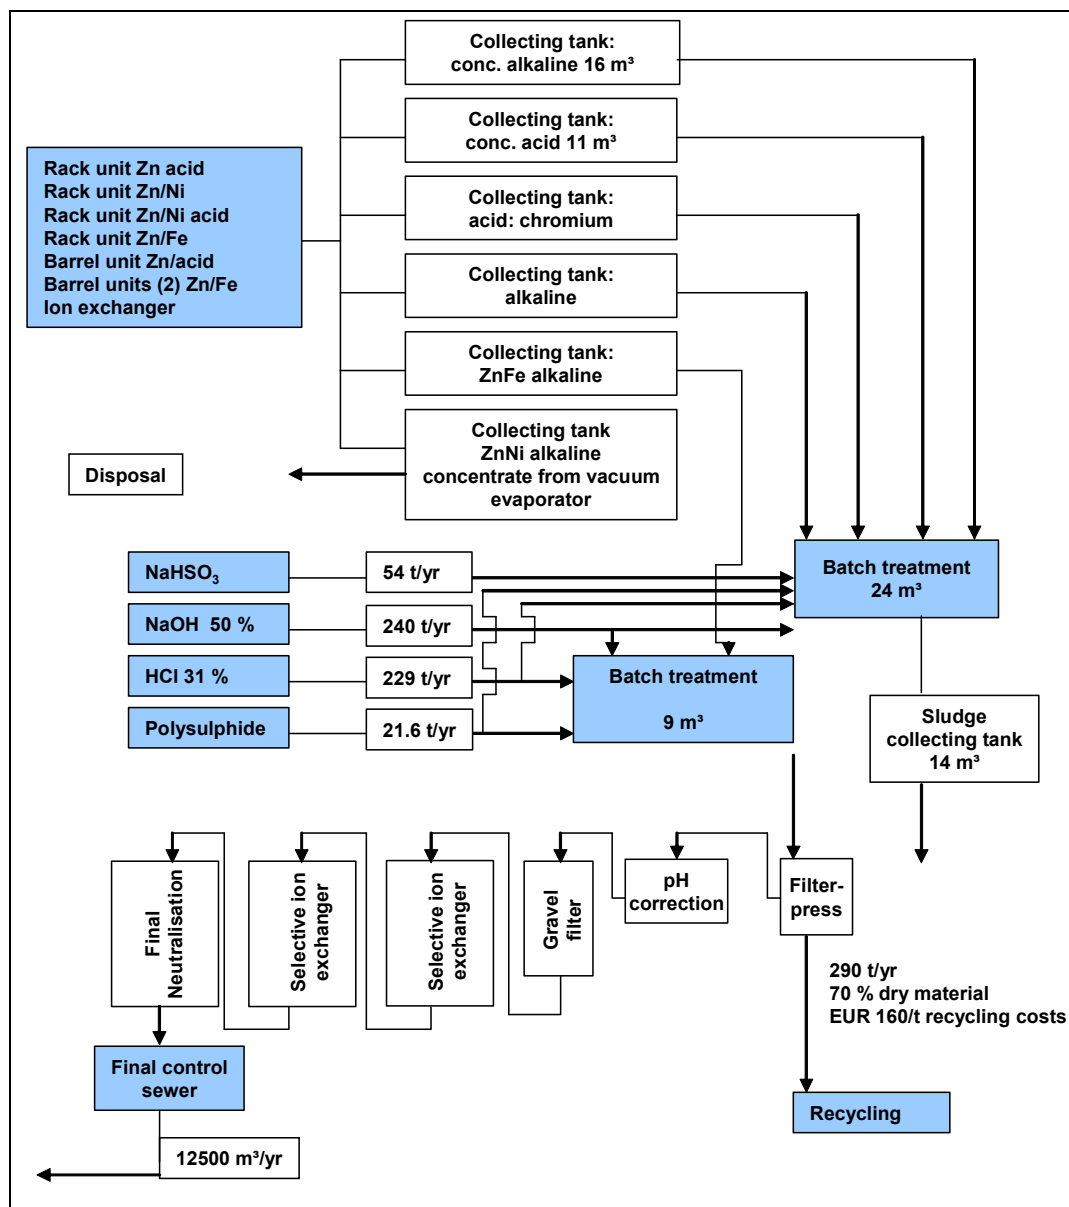 Collecting tank:
conc. alkaline 16 m³
Collecting tank:
conc. acid 11 m³
Rack unit Zn acid
Rack unit Zn/Ni
Rack unit Zn/Ni acid
Rack unit Zn/Fe
Barrel unit Zn/acid
Barrel units (2) Zn/Fe
Ion exchanger
Collecting tank:
acid: chromium
Collecting tank:
alkaline
Collecting tank:
ZnFe alkaline
Collecting tank
ZnNi alkaline
concentrate from vacuum
evaporator
Disposal
NaHSO₃
54 t/yr
Batch treatment
24 m³
NaOH 50 %
240 t/yr
HCl 31 %
229 t/yr
Batch treatment
9 m³
Polysulphide
21.6 t/yr
Sludge
collecting tank
14 m³
Final
Neutralisation
Selective ion
exchanger
Selective ion
exchanger
Gravel
filter
pH
correction
Filter-
press
290 t/yr
70 % dry material
EUR 160/t recycling costs
Final control
sewer
Recycling
12500 m³/yr